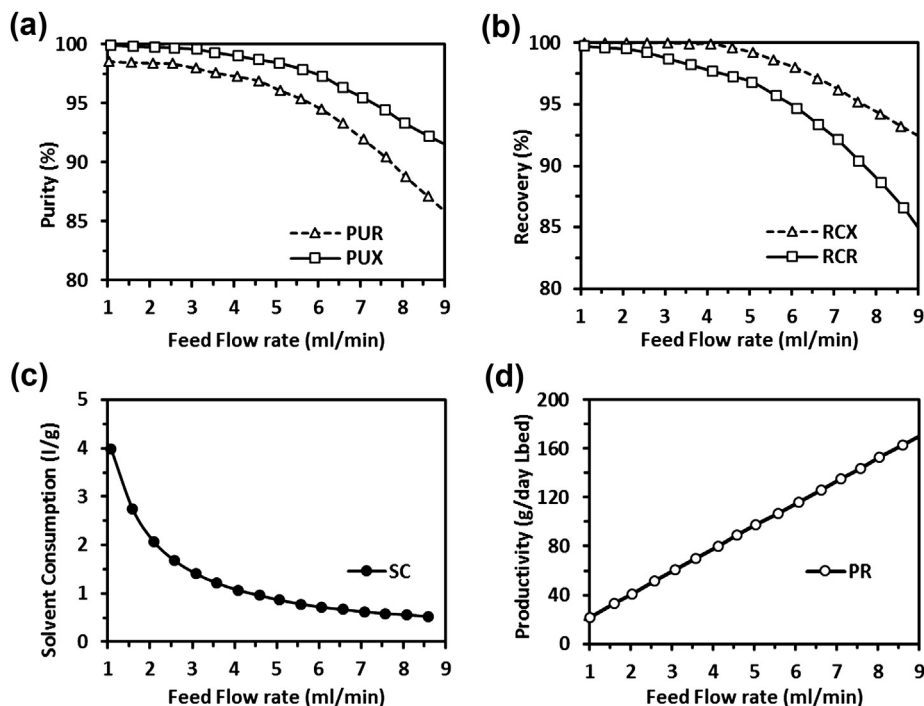 (a)
100
95
90
85
80
Purity (%)
PUR
PUX
1 2 3 4 5 6 7 8 9
Feed Flow rate (ml/min)
(b)
100
95
90
85
80
Recovery (%)
RCX
RCR
1 2 3 4 5 6 7 8 9
Feed Flow rate (ml/min)
(c)
5
4
3
2
1
0
Solvent Consumption (l/g)
SC
1 2 3 4 5 6 7 8 9
Feed Flow rate (ml/min)
(d)
200
160
120
80
40
0
Productivity (g/day Lbed)
PR
1 2 3 4 5 6 7 8 9
Feed Flow rate (ml/min)